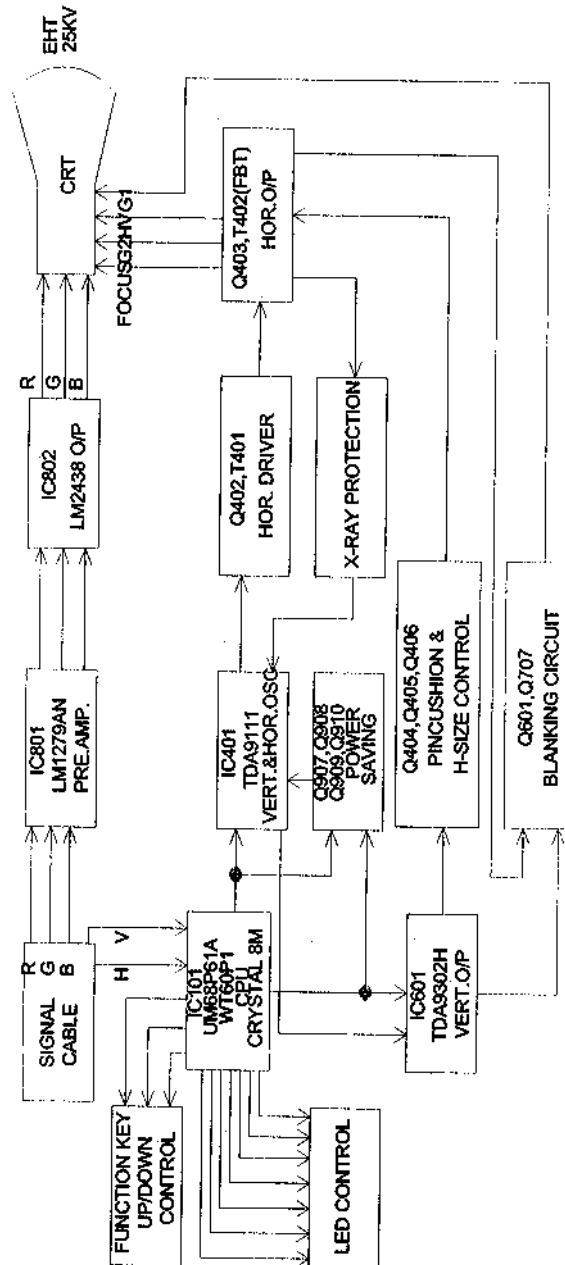 SIGNAL
CABLE
R
G
B
H
V
IC801
LM1279AN
PRE.AMP.
IC802
LM2438 O/P
R
G
B
CRT
EHT
25KV
FOCUS
G2
HV
G1
FUNCTION KEY
UP/DOWN
CONTROL
IC101
UM68P61A
WT60P1
CPU
CRYSTAL 8M
IC401
TDA9111
VERT.&HOR.OSC
Q402,T401
HOR. DRIVER
Q403,T402(FBT)
HOR.O/P
Q907,Q908
Q909,Q910
POWER
SAVING
X-RAY PROTECTION
LED CONTROL
IC601
TDA9302H
VERT.O/P
Q404,Q405,Q406
PINCUSHION &
H-SIZE CONTROL
Q601,Q707
BLANKING CIRCUIT